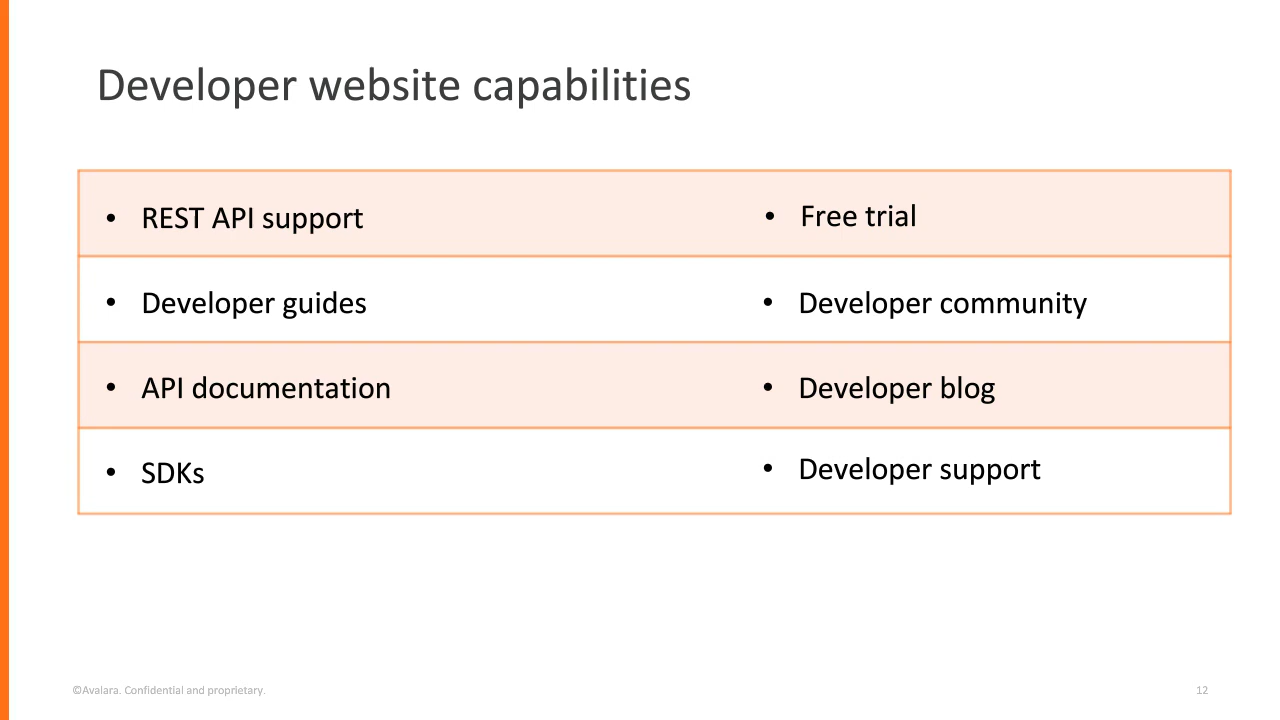 Developer website capabilities
• REST API support
• Free trial
• Developer guides
• Developer community
• API documentation
• Developer blog
• SDKs
• Developer support
©Avalara. Confidential and proprietary.
12